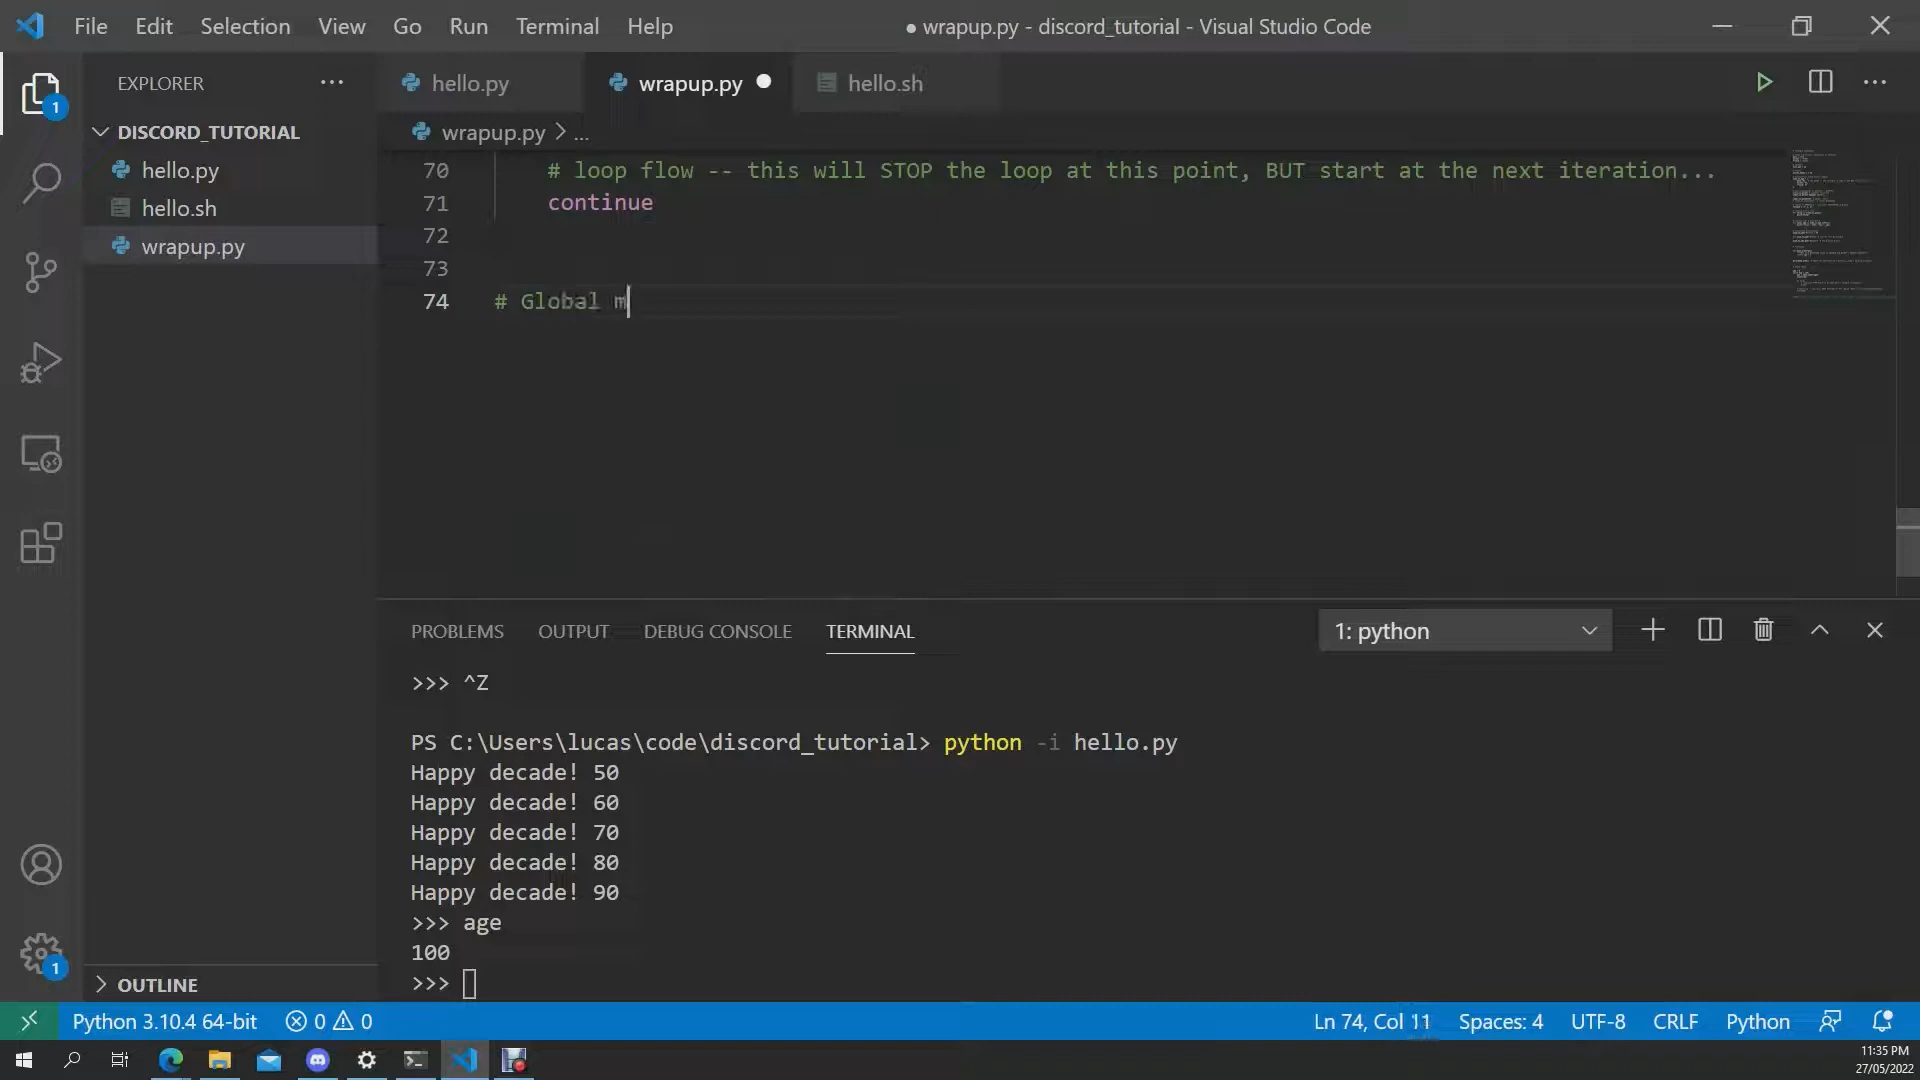 File Edit Selection View Go Run Terminal Help
● wrapup.py - discord_tutorial - Visual Studio Code
EXPLORER ...
1
DISCORD_TUTORIAL
hello.py
hello.sh
wrapup.py
OUTLINE
1
hello.py wrapup.py hello.sh
wrapup.py > ...
70 # loop flow -- this will STOP the loop at this point, BUT start at the next iteration...
71 continue
72
73
74 # Global m
PROBLEMS OUTPUT DEBUG CONSOLE TERMINAL 1: python
>>> ^Z
PS C:\Users\lucas\code\discord_tutorial> python -i hello.py
Happy decade! 50
Happy decade! 60
Happy decade! 70
Happy decade! 80
Happy decade! 90
>>> age
100
>>>
Python 3.10.4 64-bit 0 0 Ln 74, Col 11 Spaces: 4 UTF-8 CRLF Python
11:35 PM
27/05/2022